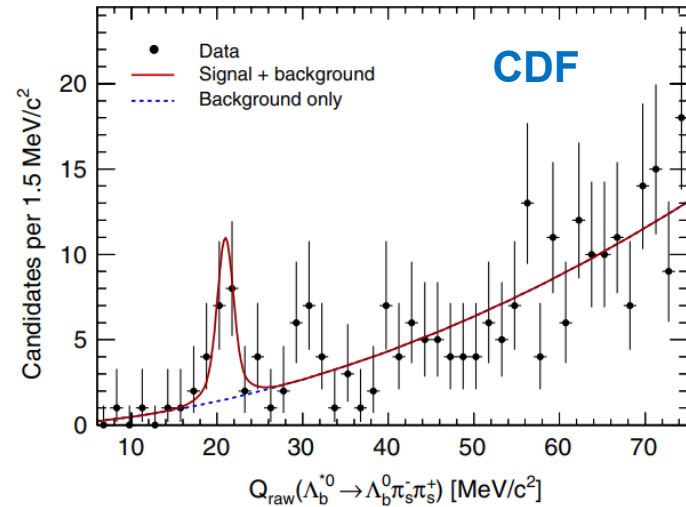 Data
Signal + background
Background only
CDF
Candidates per 1.5 MeV/c²
20
15
10
5
0
10 20 30 40 50 60 70
Q_raw(Λ_b^*0 → Λ_b^0 π_s^- π_s^+) [MeV/c²]